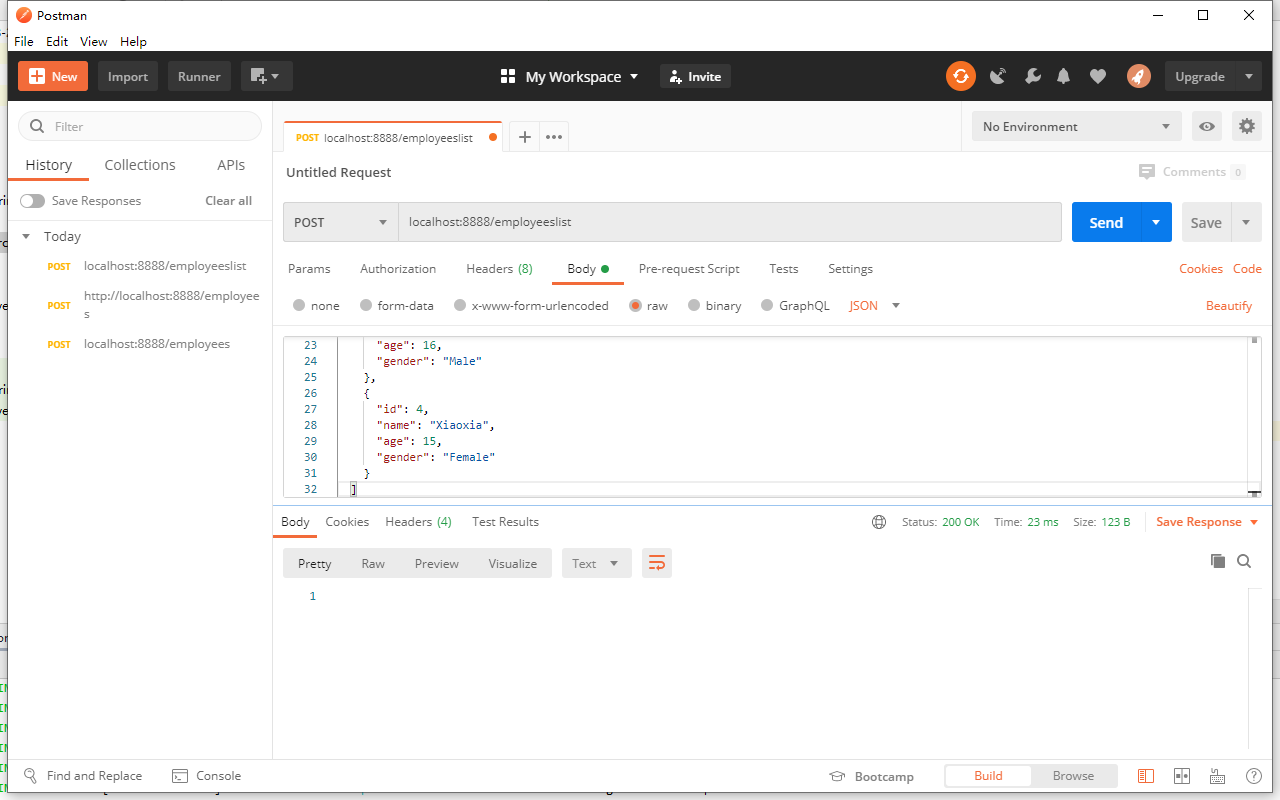 Postman
File Edit View Help
New Import Runner My Workspace Invite Upgrade
Filter
History Collections APIs
Save Responses Clear all
Today
POST localhost:8888/employeeslist
POST http://localhost:8888/employee
s
POST localhost:8888/employees
POST localhost:8888/employeeslist
No Environment
Untitled Request
Comments 0
POST localhost:8888/employeeslist Send Save
Params Authorization Headers (8) Body Pre-request Script Tests Settings Cookies Code
none form-data x-www-form-urlencoded raw binary GraphQL JSON Beautify
23 "age": 16,
24 "gender": "Male"
25 },
26 {
27 "id": 4,
28 "name": "Xiaoxia",
29 "age": 15,
30 "gender": "Female"
31 }
32 ]
Body Cookies Headers (4) Test Results Status: 200 OK Time: 23 ms Size: 123 B Save Response
Pretty Raw Preview Visualize Text
1
Find and Replace Console Bootcamp Build Browse